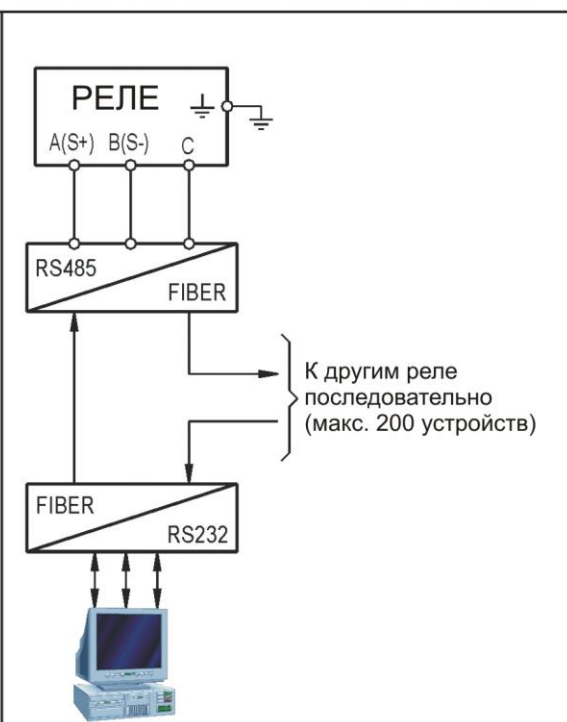 РЕЛЕ
A(S+) B(S-) C
RS485
FIBER
К другим реле
последовательно
(макс. 200 устройств)
FIBER
RS232